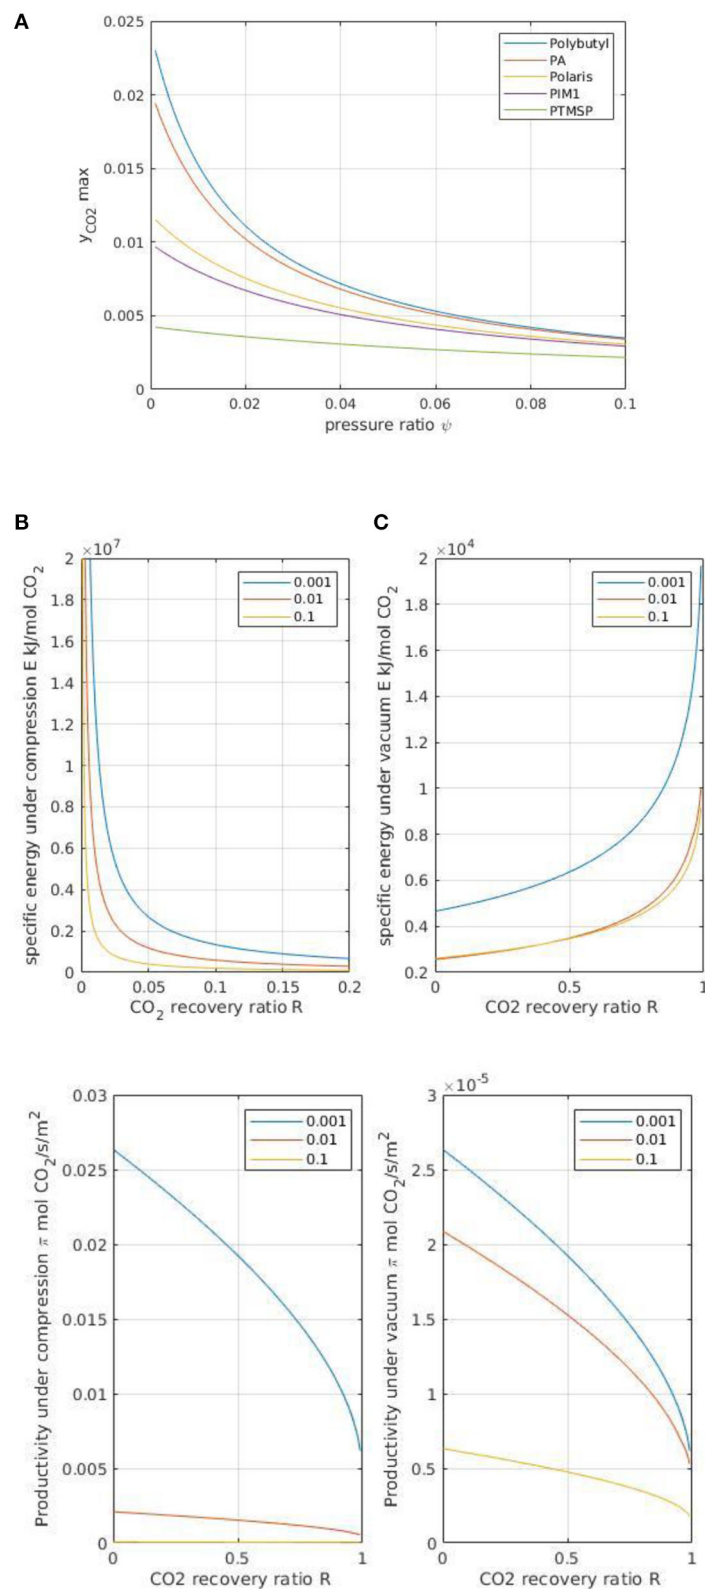 A
0.025
0.02
0.015
0.01
0.005
0
y_CO2 max
Polybutyl
PA
Polaris
PIM1
PTMSP
0 0.02 0.04 0.06 0.08 0.1
pressure ratio ψ
B
×10^7
2
1.8
1.6
1.4
1.2
1
0.8
0.6
0.4
0.2
0
specific energy under compression E kJ/mol CO2
0.001
0.01
0.1
0 0.05 0.1 0.15 0.2
CO2 recovery ratio R
C
×10^4
2
1.8
1.6
1.4
1.2
1
0.8
0.6
0.4
0.2
specific energy under vacuum E kJ/mol CO2
0.001
0.01
0.1
0 0.5 1
CO2 recovery ratio R
0.03
0.025
0.02
0.015
0.01
0.005
0
Productivity under compression π mol CO2/s/m^2
0.001
0.01
0.1
0 0.5 1
CO2 recovery ratio R
×10^-5
3
2.5
2
1.5
1
0.5
0
Productivity under vacuum π mol CO2/s/m^2
0.001
0.01
0.1
0 0.5 1
CO2 recovery ratio R